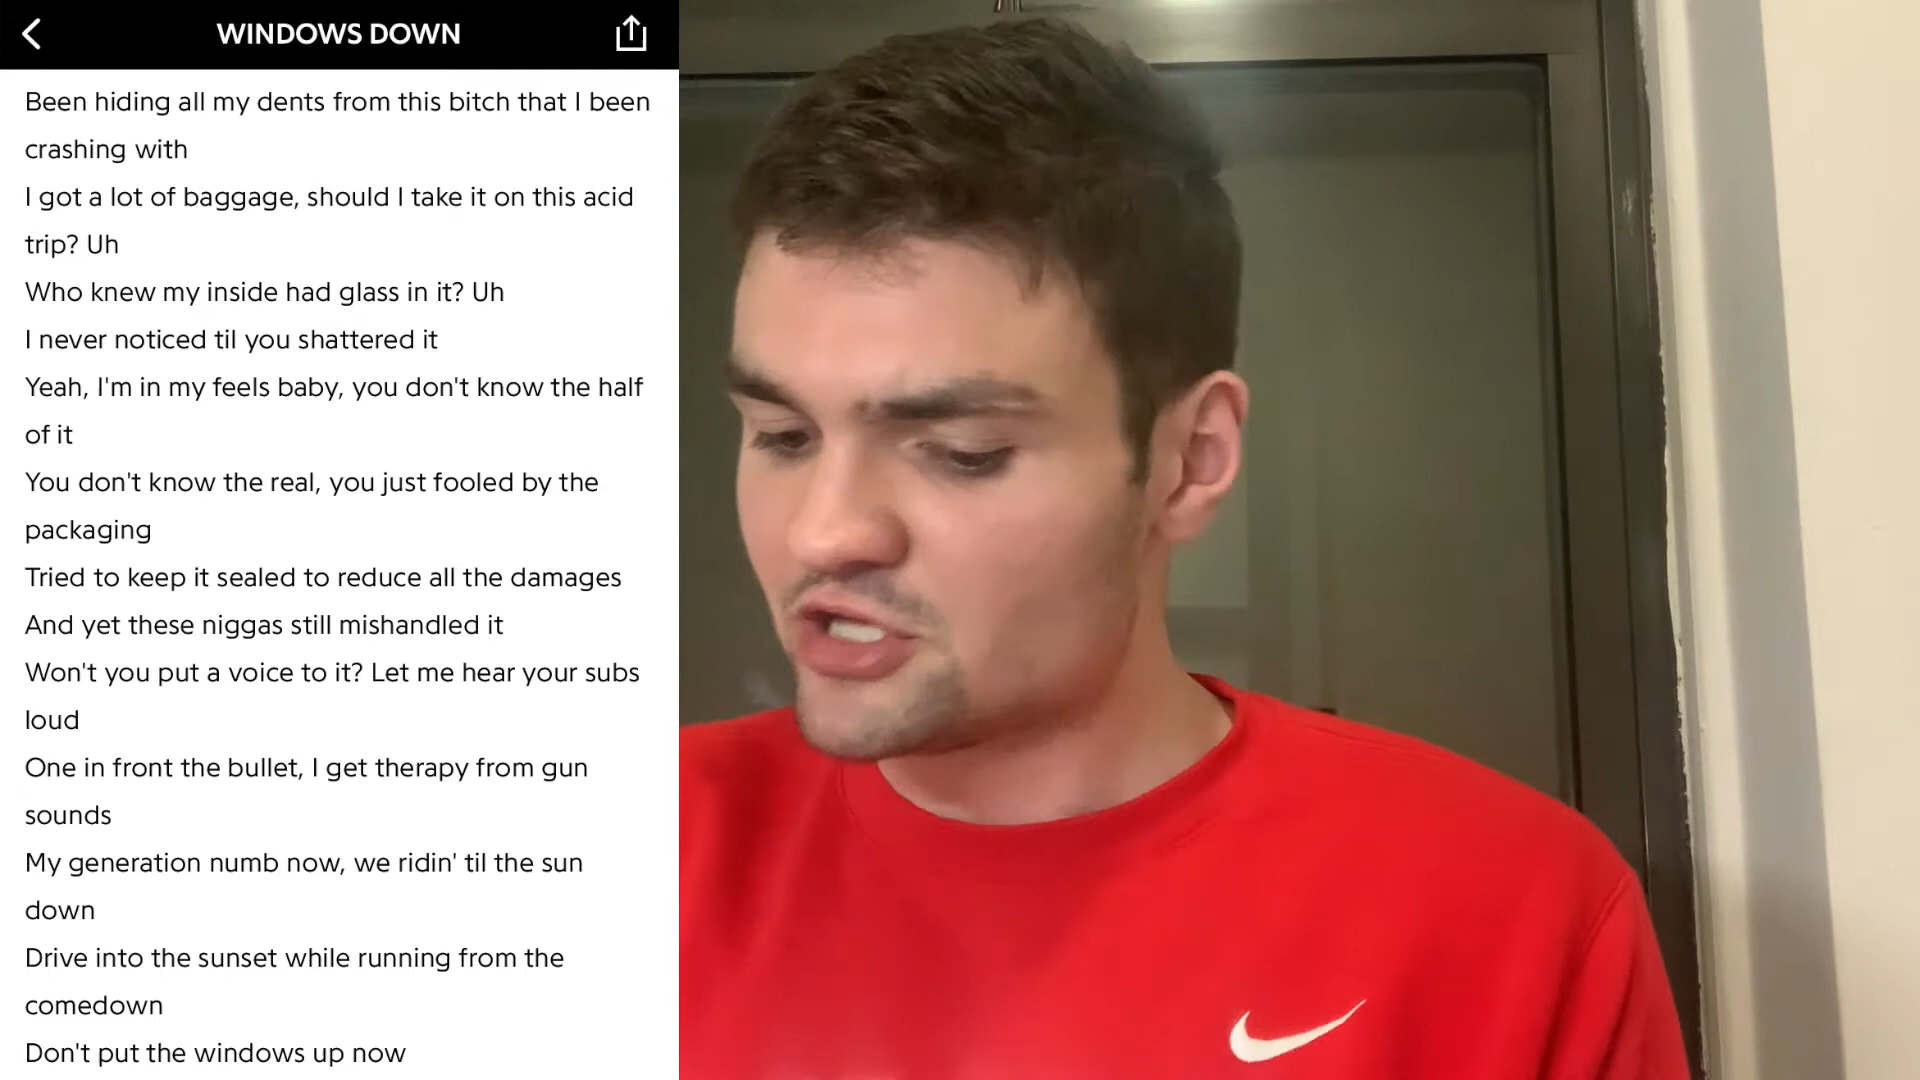 WINDOWS DOWN
Been hiding all my dents from this bitch that I been
crashing with
I got a lot of baggage, should I take it on this acid
trip? Uh
Who knew my inside had glass in it? Uh
I never noticed til you shattered it
Yeah, I'm in my feels baby, you don't know the half
of it
You don't know the real, you just fooled by the
packaging
Tried to keep it sealed to reduce all the damages
And yet these niggas still mishandled it
Won't you put a voice to it? Let me hear your subs
loud
One in front the bullet, I get therapy from gun
sounds
My generation numb now, we ridin' til the sun
down
Drive into the sunset while running from the
comedown
Don't put the windows up now